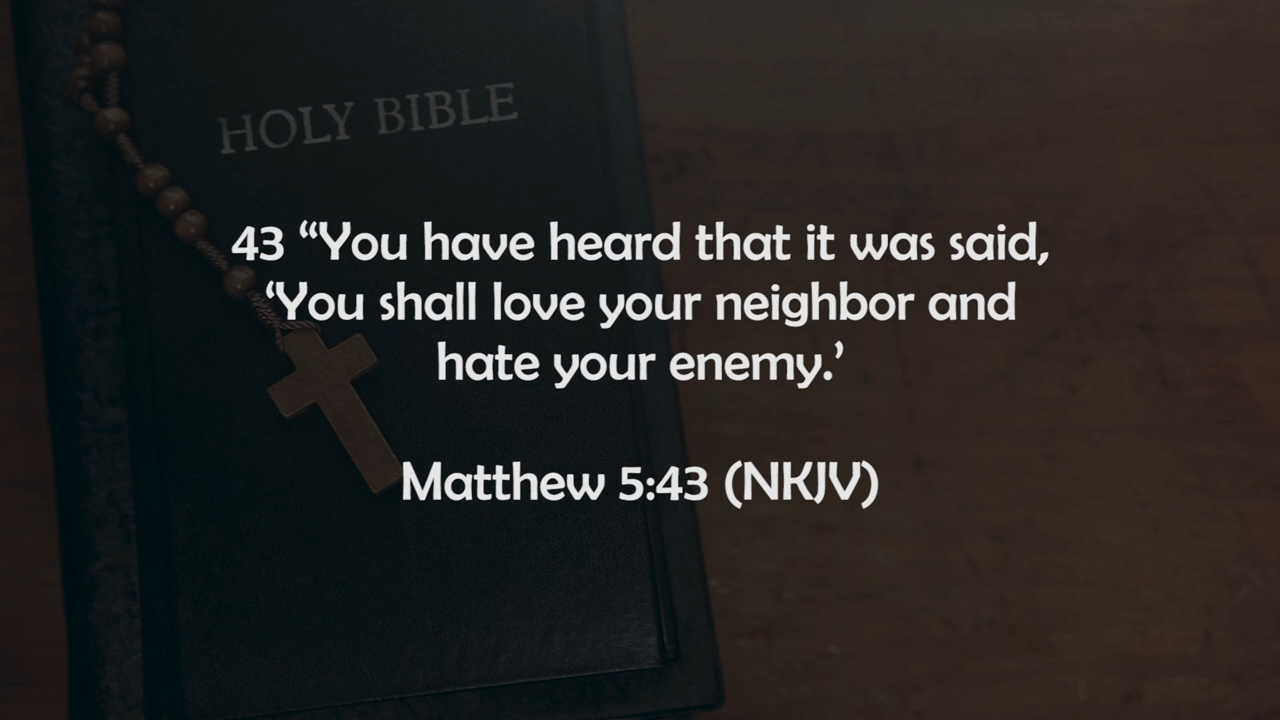 HOLY BIBLE
43 “You have heard that it was said,
‘You shall love your neighbor and
hate your enemy.’
Matthew 5:43 (NKJV)